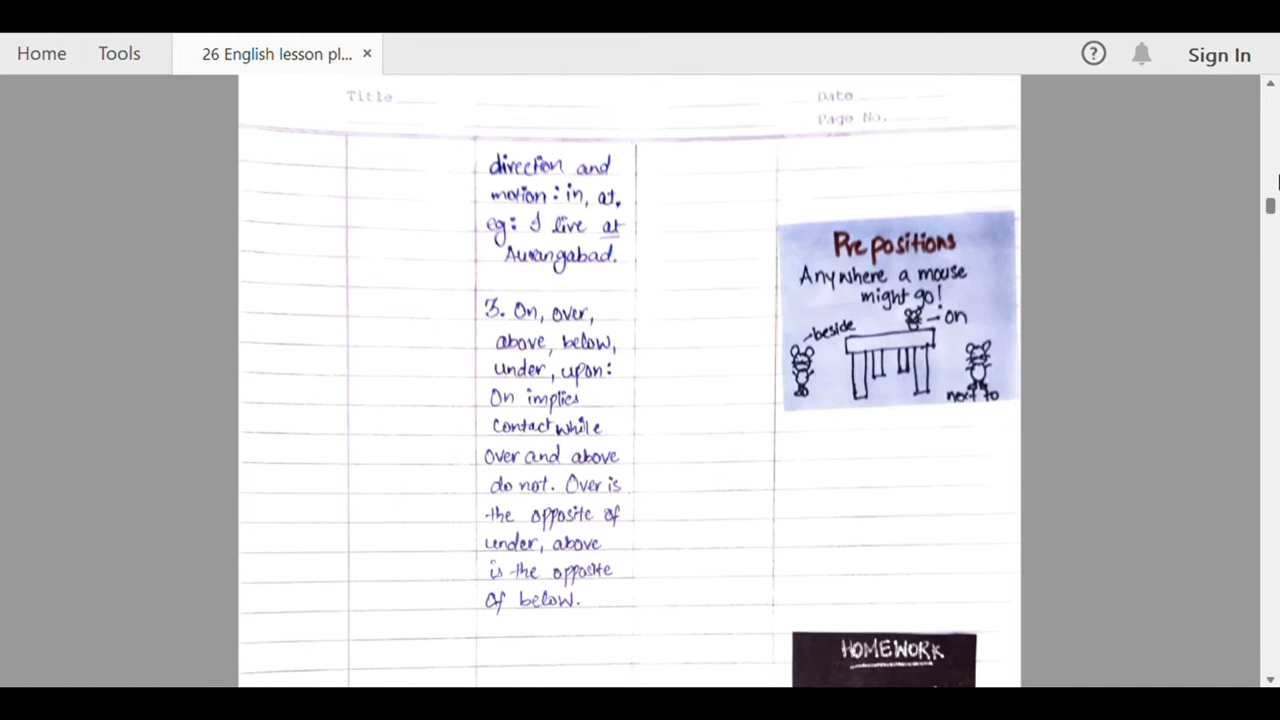 Home
Tools
26 English lesson pl...
×
?
Sign In
Title
Date
Page No.
direction and
motion : in, at.
eg: I live at
Aurangabad.
3. On, over,
above, below,
under, upon:
On implies
contact while
over and above
do not. Over is
the opposite of
under, above
is the opposite
of below.
Prepositions
Anywhere a mouse
might go!
beside
on
next to
HOMEWORK